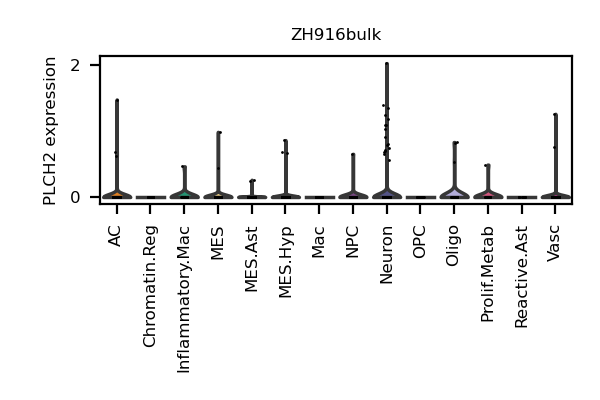 ZH916bulk
PLCH2 expression
2
0
AC
Chromatin.Reg
Inflammatory.Mac
MES
MES.Ast
MES.Hyp
Mac
NPC
Neuron
OPC
Oligo
Prolif.Metab
Reactive.Ast
Vasc